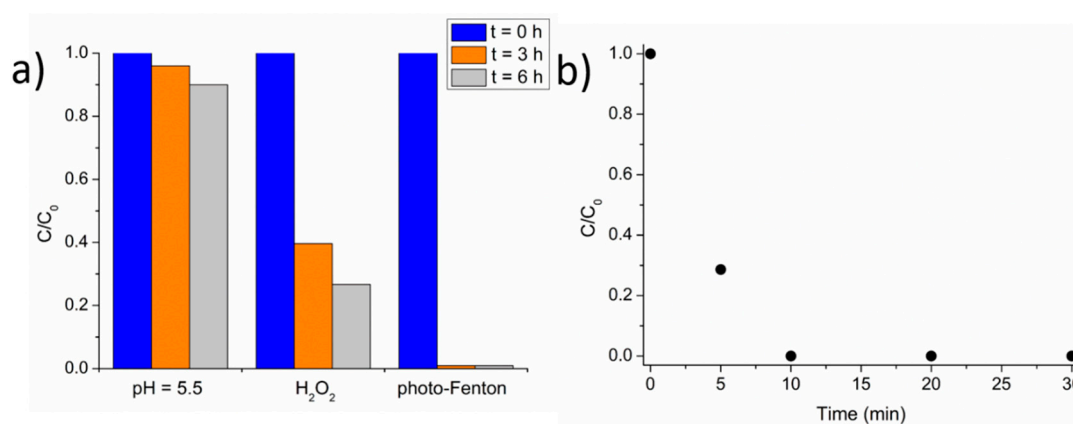 a)
t = 0 h
t = 3 h
t = 6 h
1.0
0.8
0.6
0.4
0.2
0.0
C/C₀
pH = 5.5
H₂O₂
photo-Fenton
b)
1.0
0.8
0.6
0.4
0.2
0.0
C/C₀
0
5
10
15
20
25
30
Time (min)